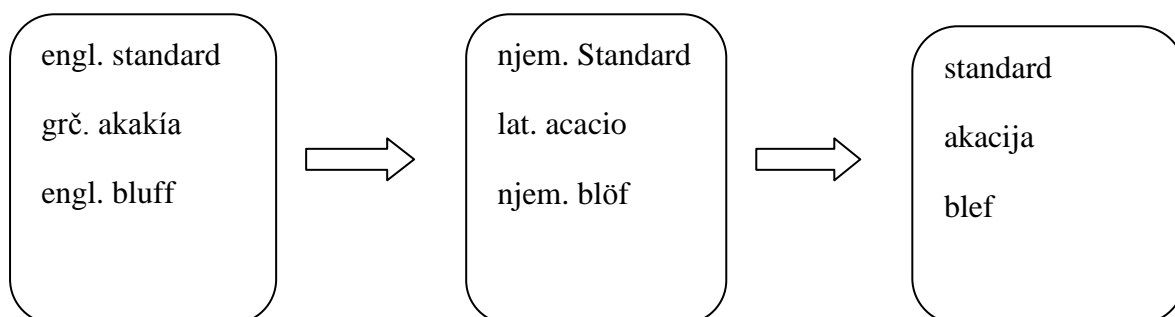 engl. standard
grč. akakía
engl. bluff
njem. Standard
lat. acacio
njem. blöf
standard
akacija
blef